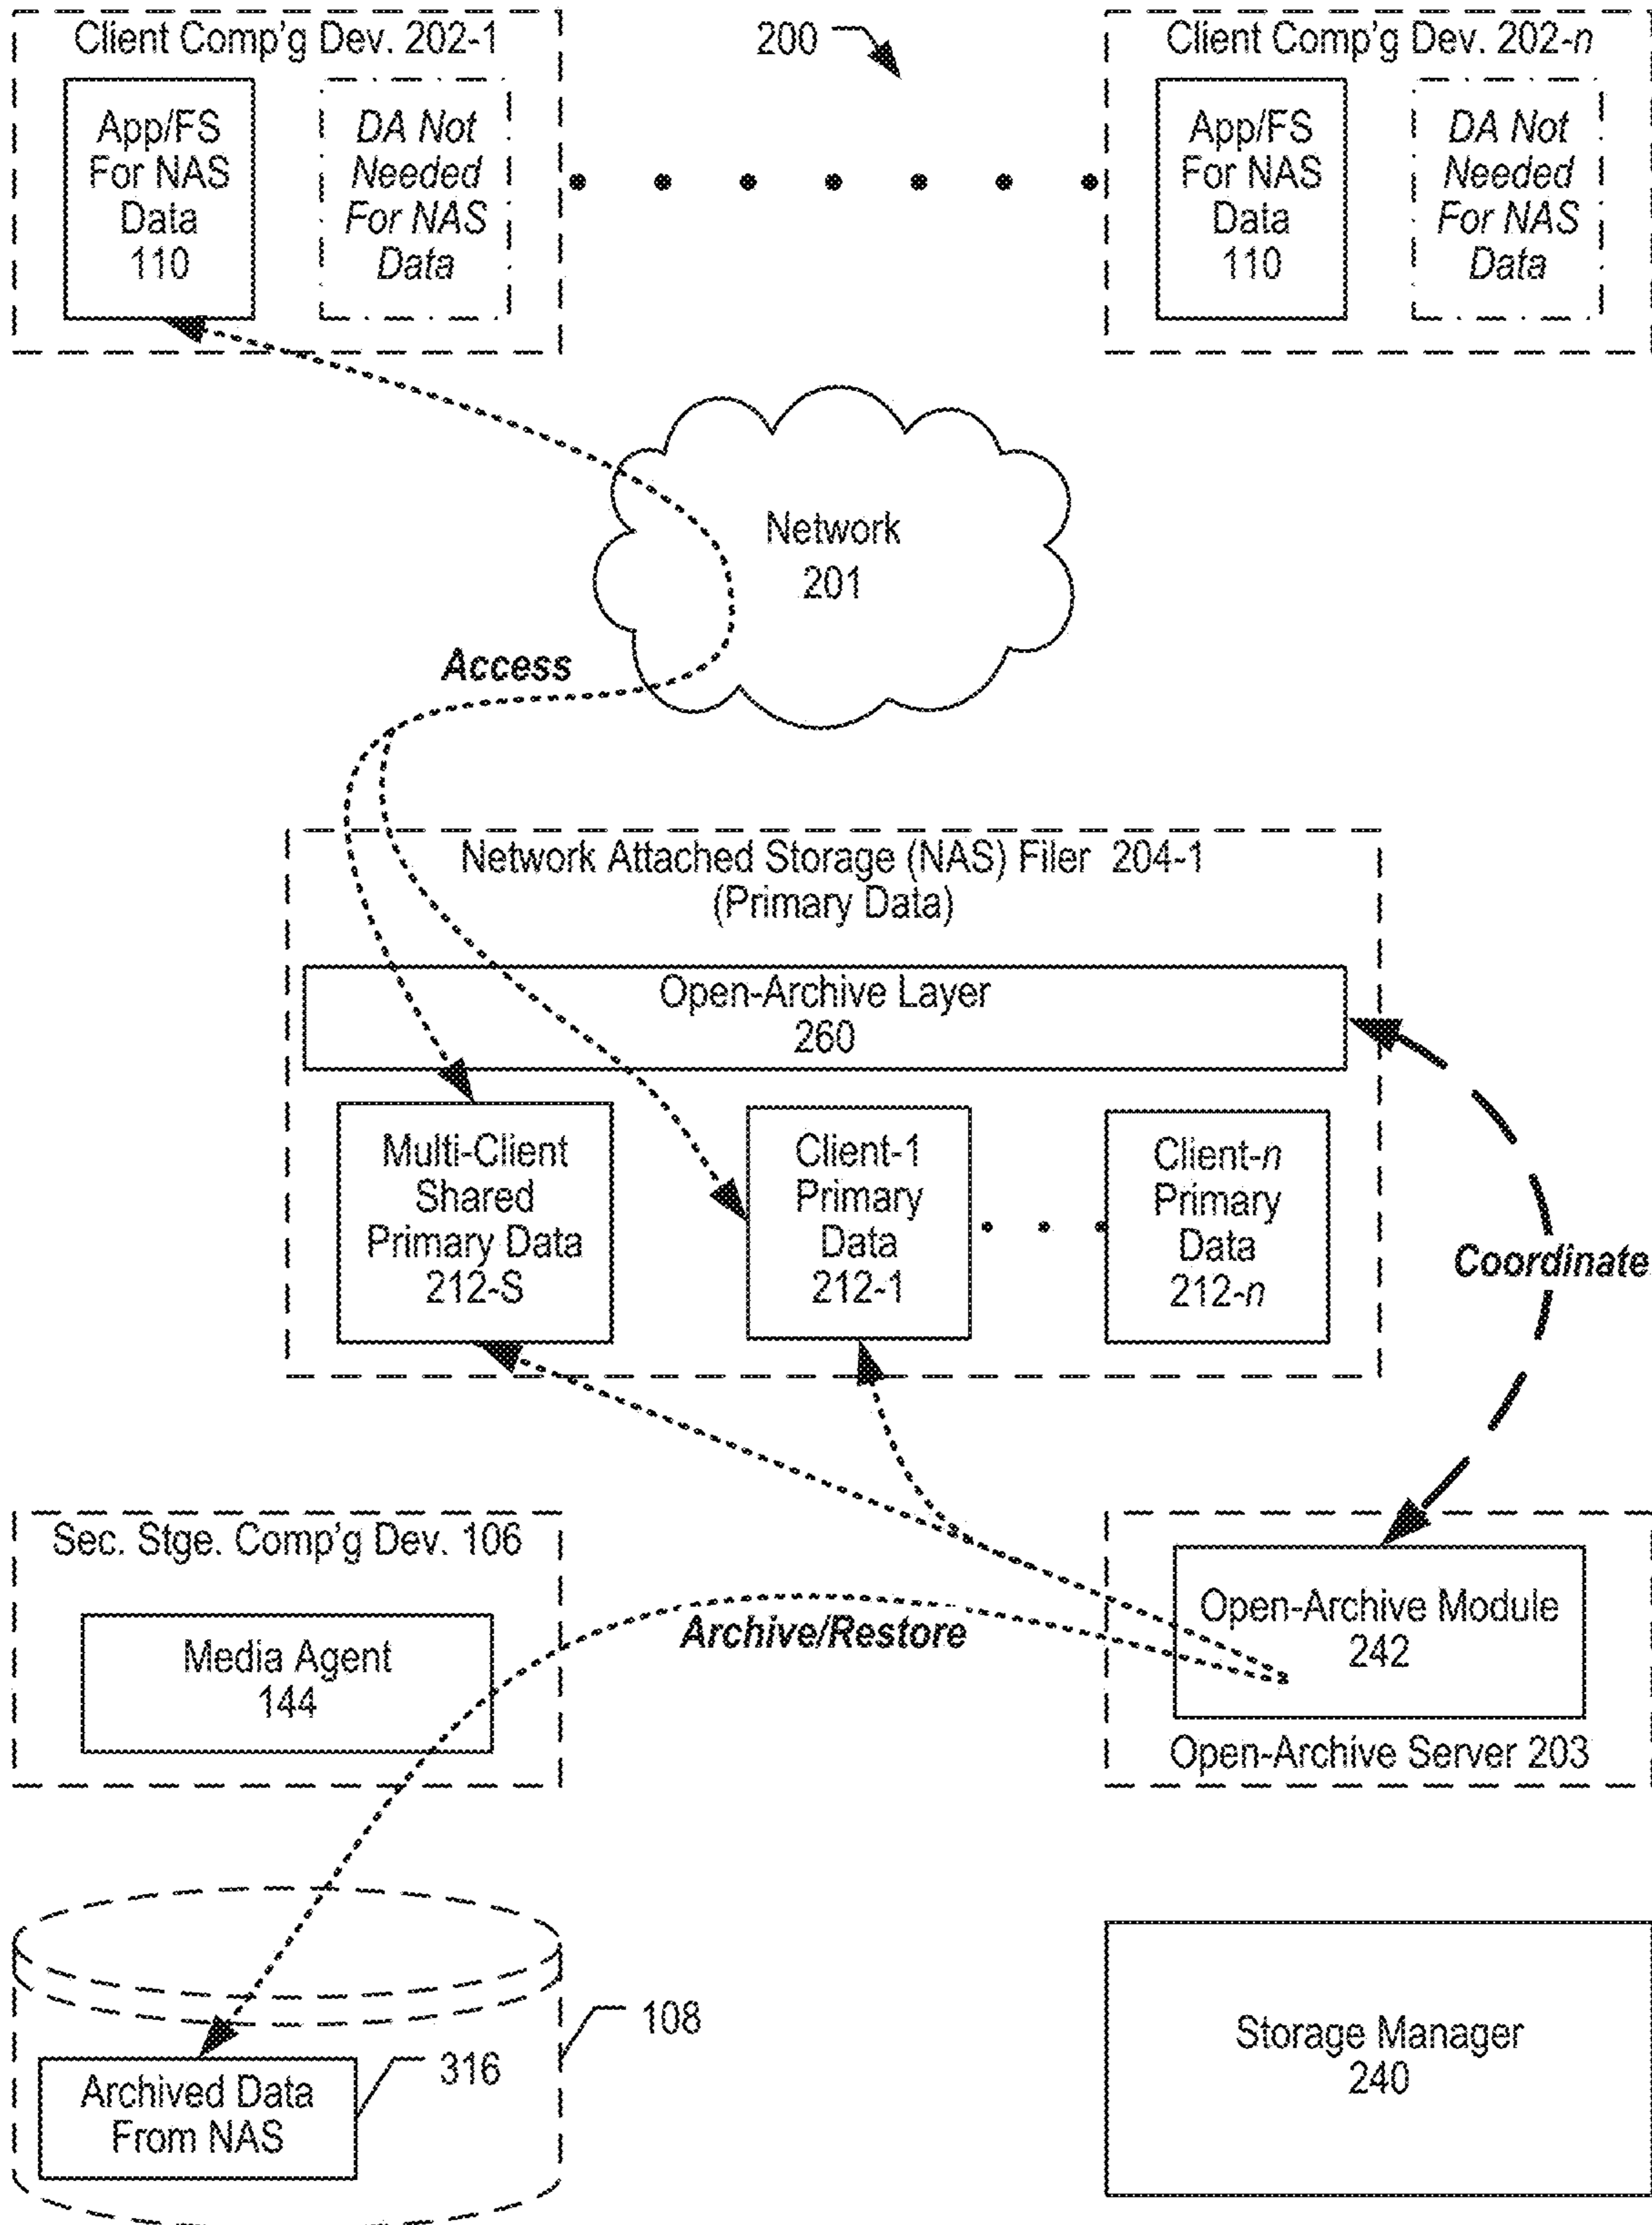 Client Comp'g Dev. 202-1
App/FS
For NAS
Data
110
DA Not
Needed
For NAS
Data
200
Client Comp'g Dev. 202-n
App/FS
For NAS
Data
110
DA Not
Needed
For NAS
Data
Network
201
Access
Network Attached Storage (NAS) Filer 204-1
(Primary Data)
Open-Archive Layer
260
Multi-Client
Shared
Primary Data
212-S
Client-1
Primary
Data
212-1
Client-n
Primary
Data
212-n
Coordinate
Sec. Stge. Comp'g Dev. 106
Media Agent
144
Archive/Restore
Open-Archive Module
242
Open-Archive Server 203
108
316
Archived Data
From NAS
Storage Manager
240